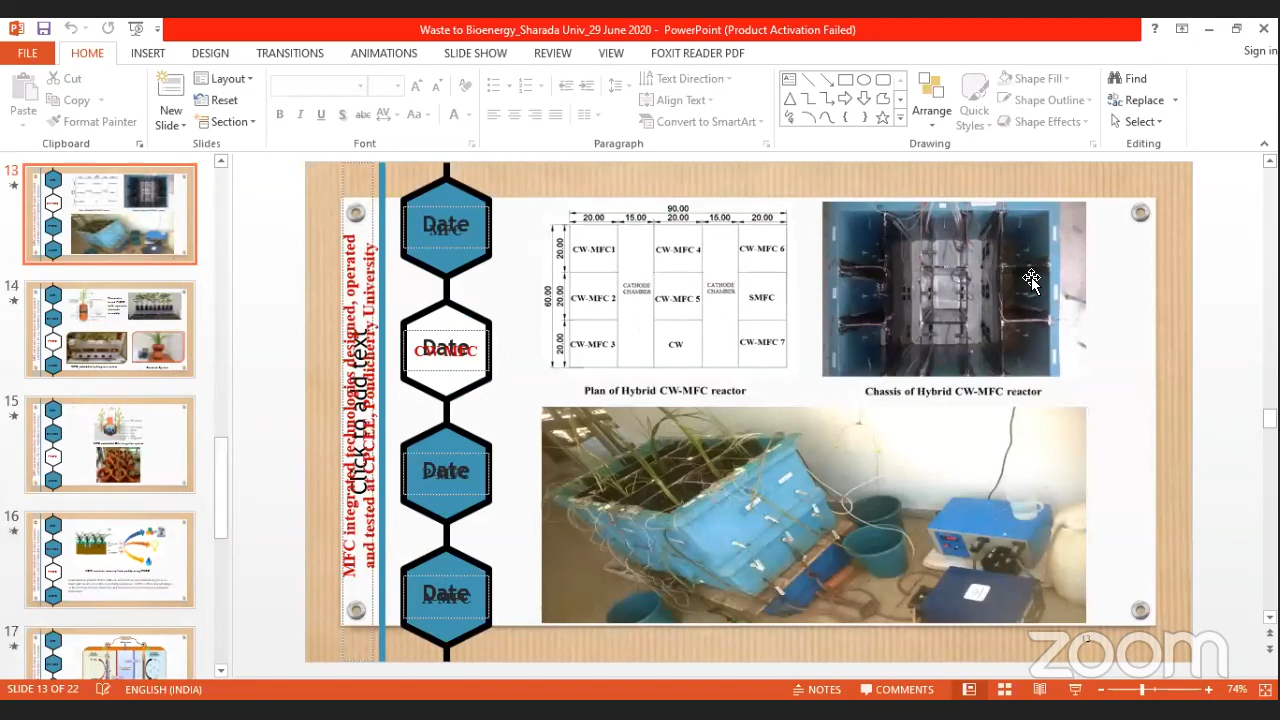 Waste to Bioenergy_Sharada Univ_29 June 2020 - PowerPoint (Product Activation Failed)
?
Sign in
FILE HOME INSERT DESIGN TRANSITIONS ANIMATIONS SLIDE SHOW REVIEW VIEW FOXIT READER PDF
Paste
Cut
Copy
Format Painter
Clipboard
New
Slide
Layout
Reset
Section
Slides
B I U S abc AV Aa A
Font
Text Direction
Align Text
Convert to SmartArt
Paragraph
Arrange
Quick
Styles
Shape Fill
Shape Outline
Shape Effects
Drawing
Find
Replace
Select
Editing
13
14
15
16
17
MFC integrated technologies designed, operated
and tested at CPCEE, Pondicherry University
Click to add text
Date
MFC
Date
CW-MFC
Date
Date
90.00
20.00 15.00 20.00 15.00 20.00
60.00
20.00
20.00
20.00
CW-MFC1 CW-MFC 4 CW-MFC 6
CATHODE
CHAMBER
CATHODE
CHAMBER
CW-MFC 2 CW-MFC 5 SMFC
CW-MFC 3 CW CW-MFC 7
Plan of Hybrid CW-MFC reactor
Chassis of Hybrid CW-MFC reactor
13
zoom
SLIDE 13 OF 22 ENGLISH (INDIA) NOTES COMMENTS 74%